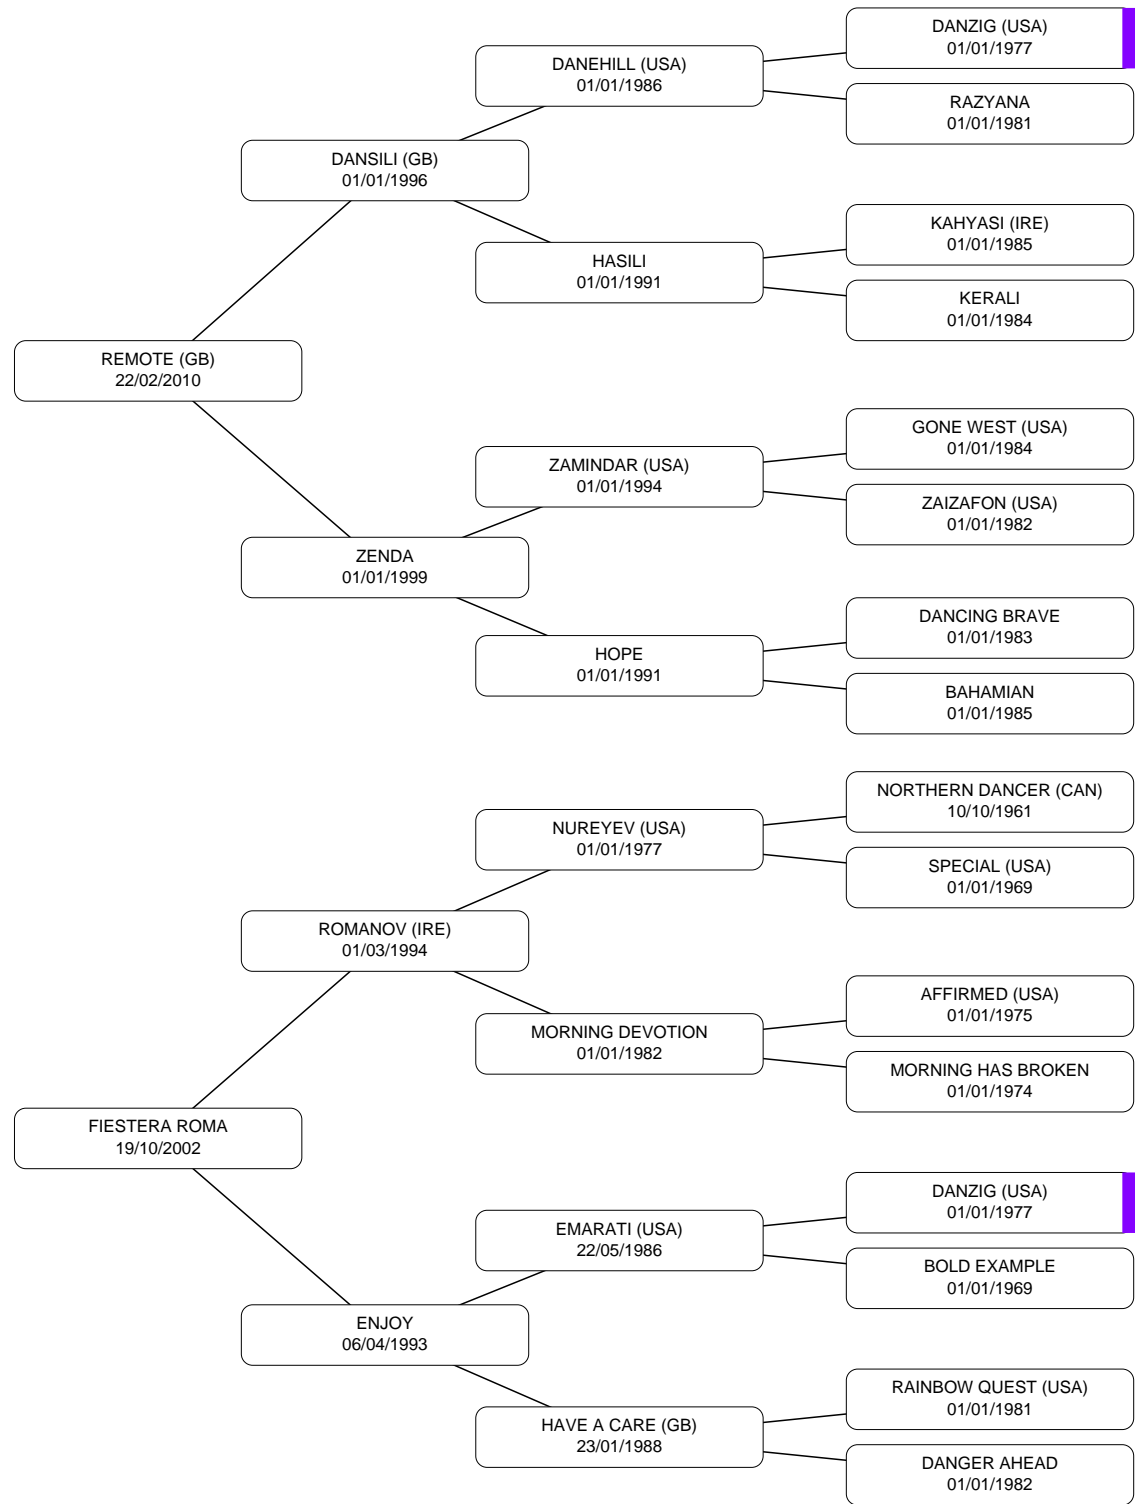 DANZIG (USA)
01/01/1977
DANEHILL (USA)
01/01/1986
RAZYANA
01/01/1981
DANSILI (GB)
01/01/1996
KAHYASI (IRE)
01/01/1985
HASILI
01/01/1991
KERALI
01/01/1984
REMOTE (GB)
22/02/2010
GONE WEST (USA)
01/01/1984
ZAMINDAR (USA)
01/01/1994
ZAIZAFON (USA)
01/01/1982
ZENDA
01/01/1999
DANCING BRAVE
01/01/1983
HOPE
01/01/1991
BAHAMIAN
01/01/1985
NORTHERN DANCER (CAN)
10/10/1961
NUREYEV (USA)
01/01/1977
SPECIAL (USA)
01/01/1969
ROMANOV (IRE)
01/03/1994
AFFIRMED (USA)
01/01/1975
MORNING DEVOTION
01/01/1982
MORNING HAS BROKEN
01/01/1974
FIESTERA ROMA
19/10/2002
DANZIG (USA)
01/01/1977
EMARATI (USA)
22/05/1986
BOLD EXAMPLE
01/01/1969
ENJOY
06/04/1993
RAINBOW QUEST (USA)
01/01/1981
HAVE A CARE (GB)
23/01/1988
DANGER AHEAD
01/01/1982